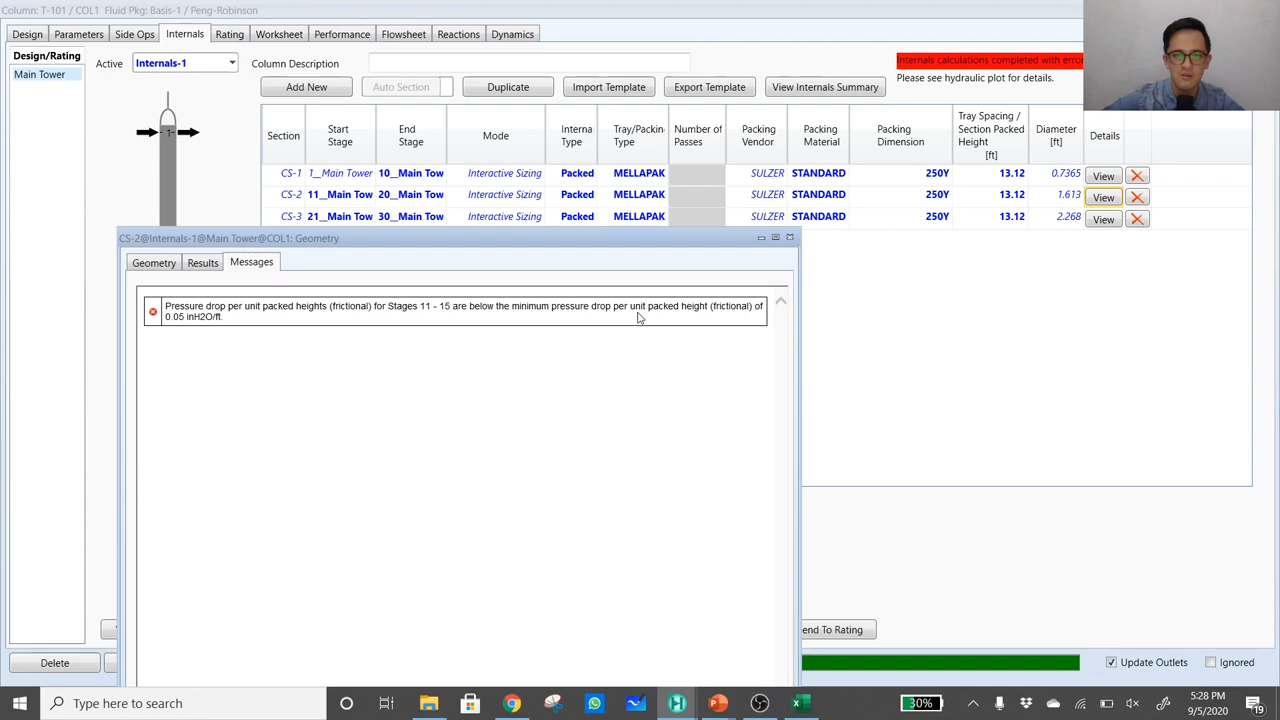 Column: T-101 / COL1 Fluid Pkg: Basis-1 / Peng-Robinson
Design Parameters Side Ops Internals Rating Worksheet Performance Flowsheet Reactions Dynamics
Design/Rating
Main Tower
Active Internals-1 Column Description
Internals calculations completed with error
Please see hydraulic plot for details.
Add New Auto Section Duplicate Import Template Export Template View Internals Summary
Section Start Stage End Stage Mode Interna Type Tray/Packin Type Number of Passes Packing Vendor Packing Material Packing Dimension Tray Spacing / Section Packed Height [ft] Diameter [ft] Details
CS-1 1__Main Tower 10__Main Tow Interactive Sizing Packed MELLAPAK SULZER STANDARD 250Y 13.12 0.7365 View
CS-2 11__Main Tow 20__Main Tow Interactive Sizing Packed MELLAPAK SULZER STANDARD 250Y 13.12 1.613 View
CS-3 21__Main Tow 30__Main Tow Interactive Sizing Packed MELLAPAK SULZER STANDARD 250Y 13.12 2.268 View
1
CS-2@Internals-1@Main Tower@COL1: Geometry
Geometry Results Messages
Pressure drop per unit packed heights (frictional) for Stages 11 - 15 are below the minimum pressure drop per unit packed height (frictional) of
0.05 inH2O/ft.
end To Rating
Delete
Update Outlets Ignored
Type here to search
30%
5:28 PM
9/5/2020
19